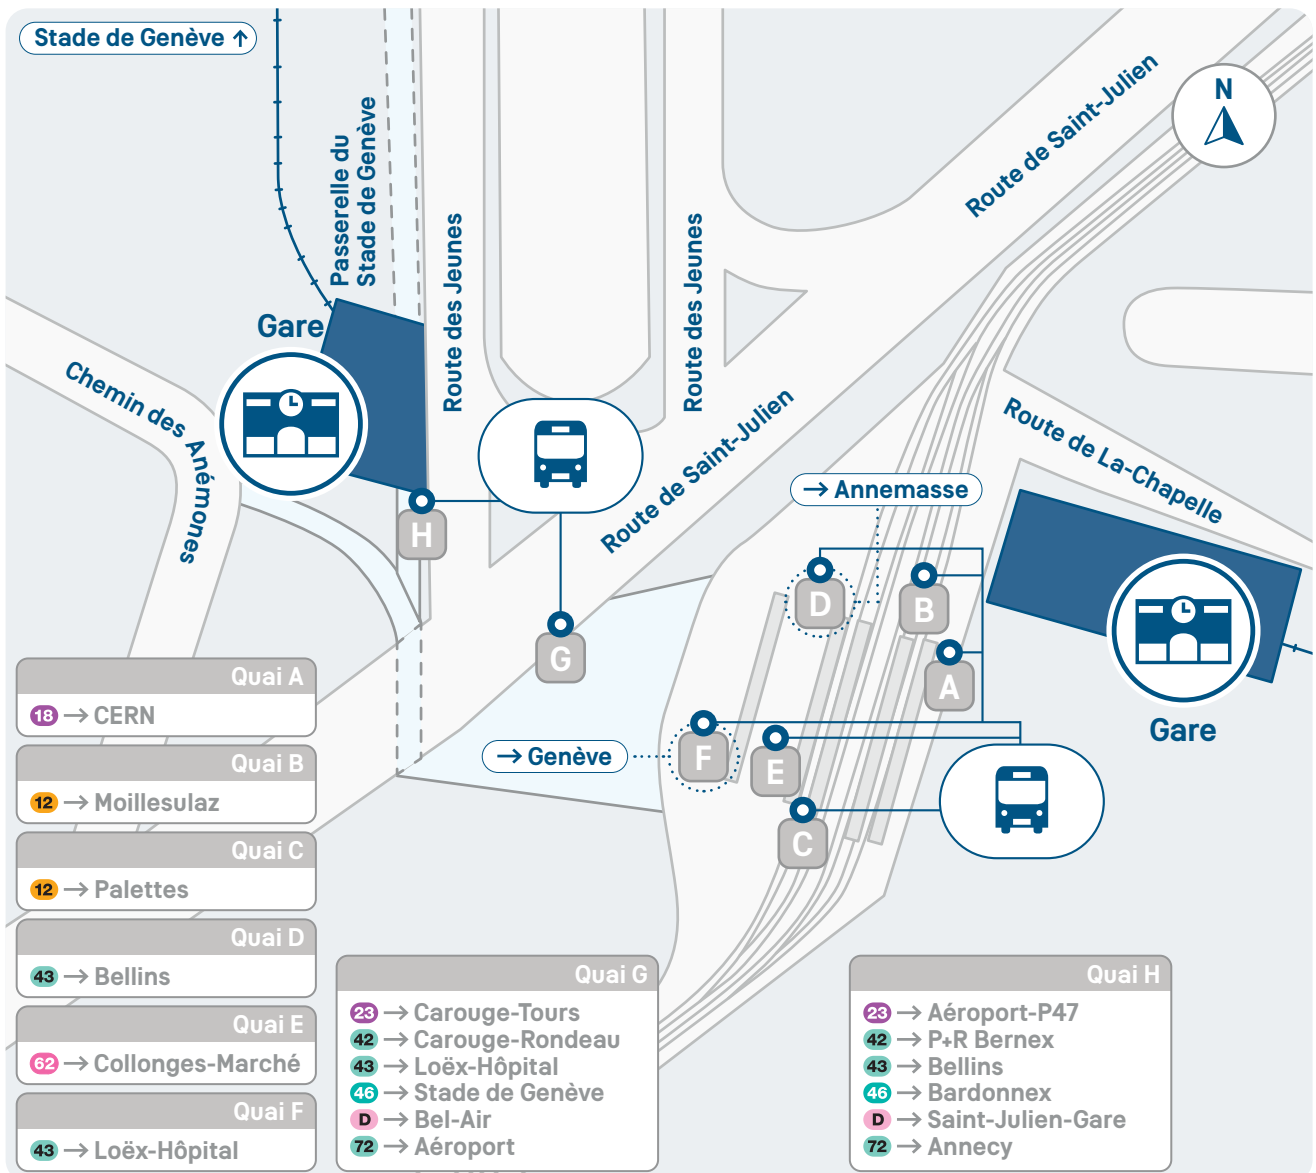 Stade de Genève ↑
N
Passerelle du
Stade de Genève
Route des Jeunes
Route des Jeunes
Route de Saint-Julien
Gare
Chemin des Anémones
Route de Saint-Julien
Route de La-Chapelle
→ Annemasse
H
D
B
G
A
Gare
→ Genève
F
E
C
Quai A
18 → CERN
Quai B
12 → Moillesulaz
Quai C
12 → Palettes
Quai D
43 → Bellins
Quai E
62 → Collonges-Marché
Quai F
43 → Loëx-Hôpital
Quai G
23 → Carouge-Tours
42 → Carouge-Rondeau
43 → Loëx-Hôpital
46 → Stade de Genève
D → Bel-Air
72 → Aéroport
Quai H
23 → Aéroport-P47
42 → P+R Bernex
43 → Bellins
46 → Bardonnex
D → Saint-Julien-Gare
72 → Annecy